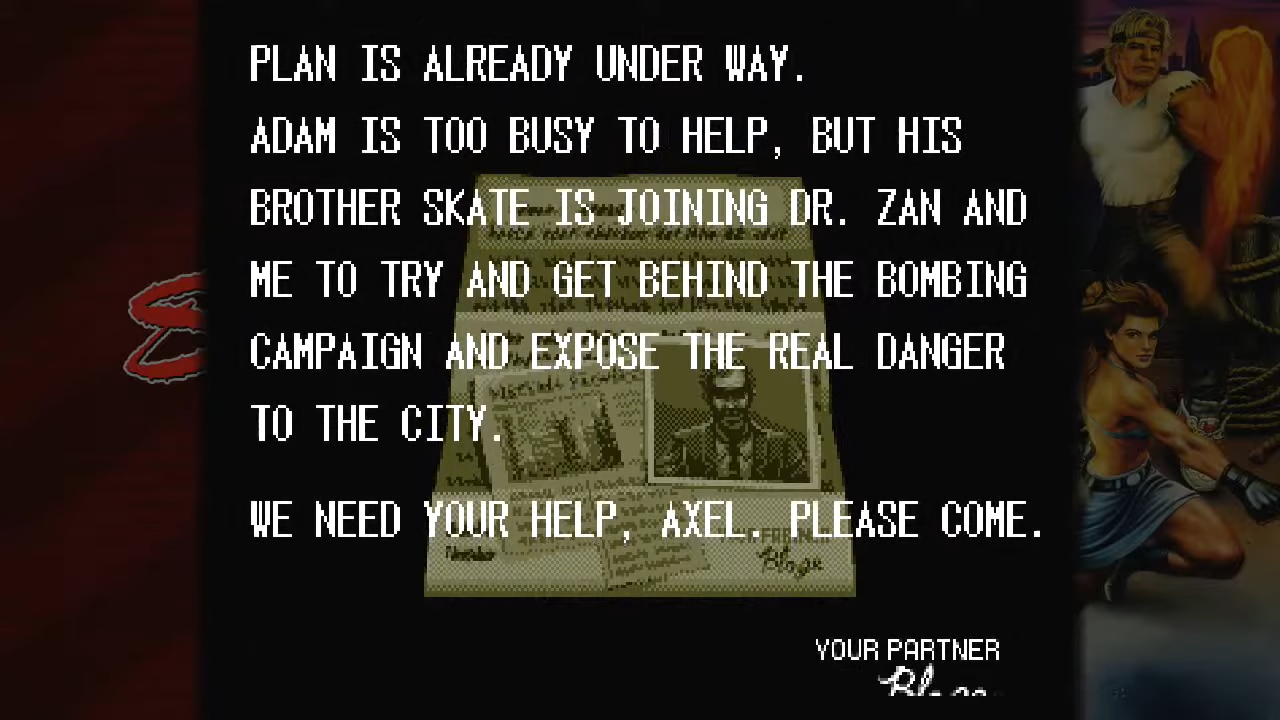 PLAN IS ALREADY UNDER WAY.
ADAM IS TOO BUSY TO HELP, BUT HIS
BROTHER SKATE IS JOINING DR. ZAN AND
ME TO TRY AND GET BEHIND THE BOMBING
CAMPAIGN AND EXPOSE THE REAL DANGER
TO THE CITY.
WE NEED YOUR HELP, AXEL. PLEASE COME.
YOUR PARTNER